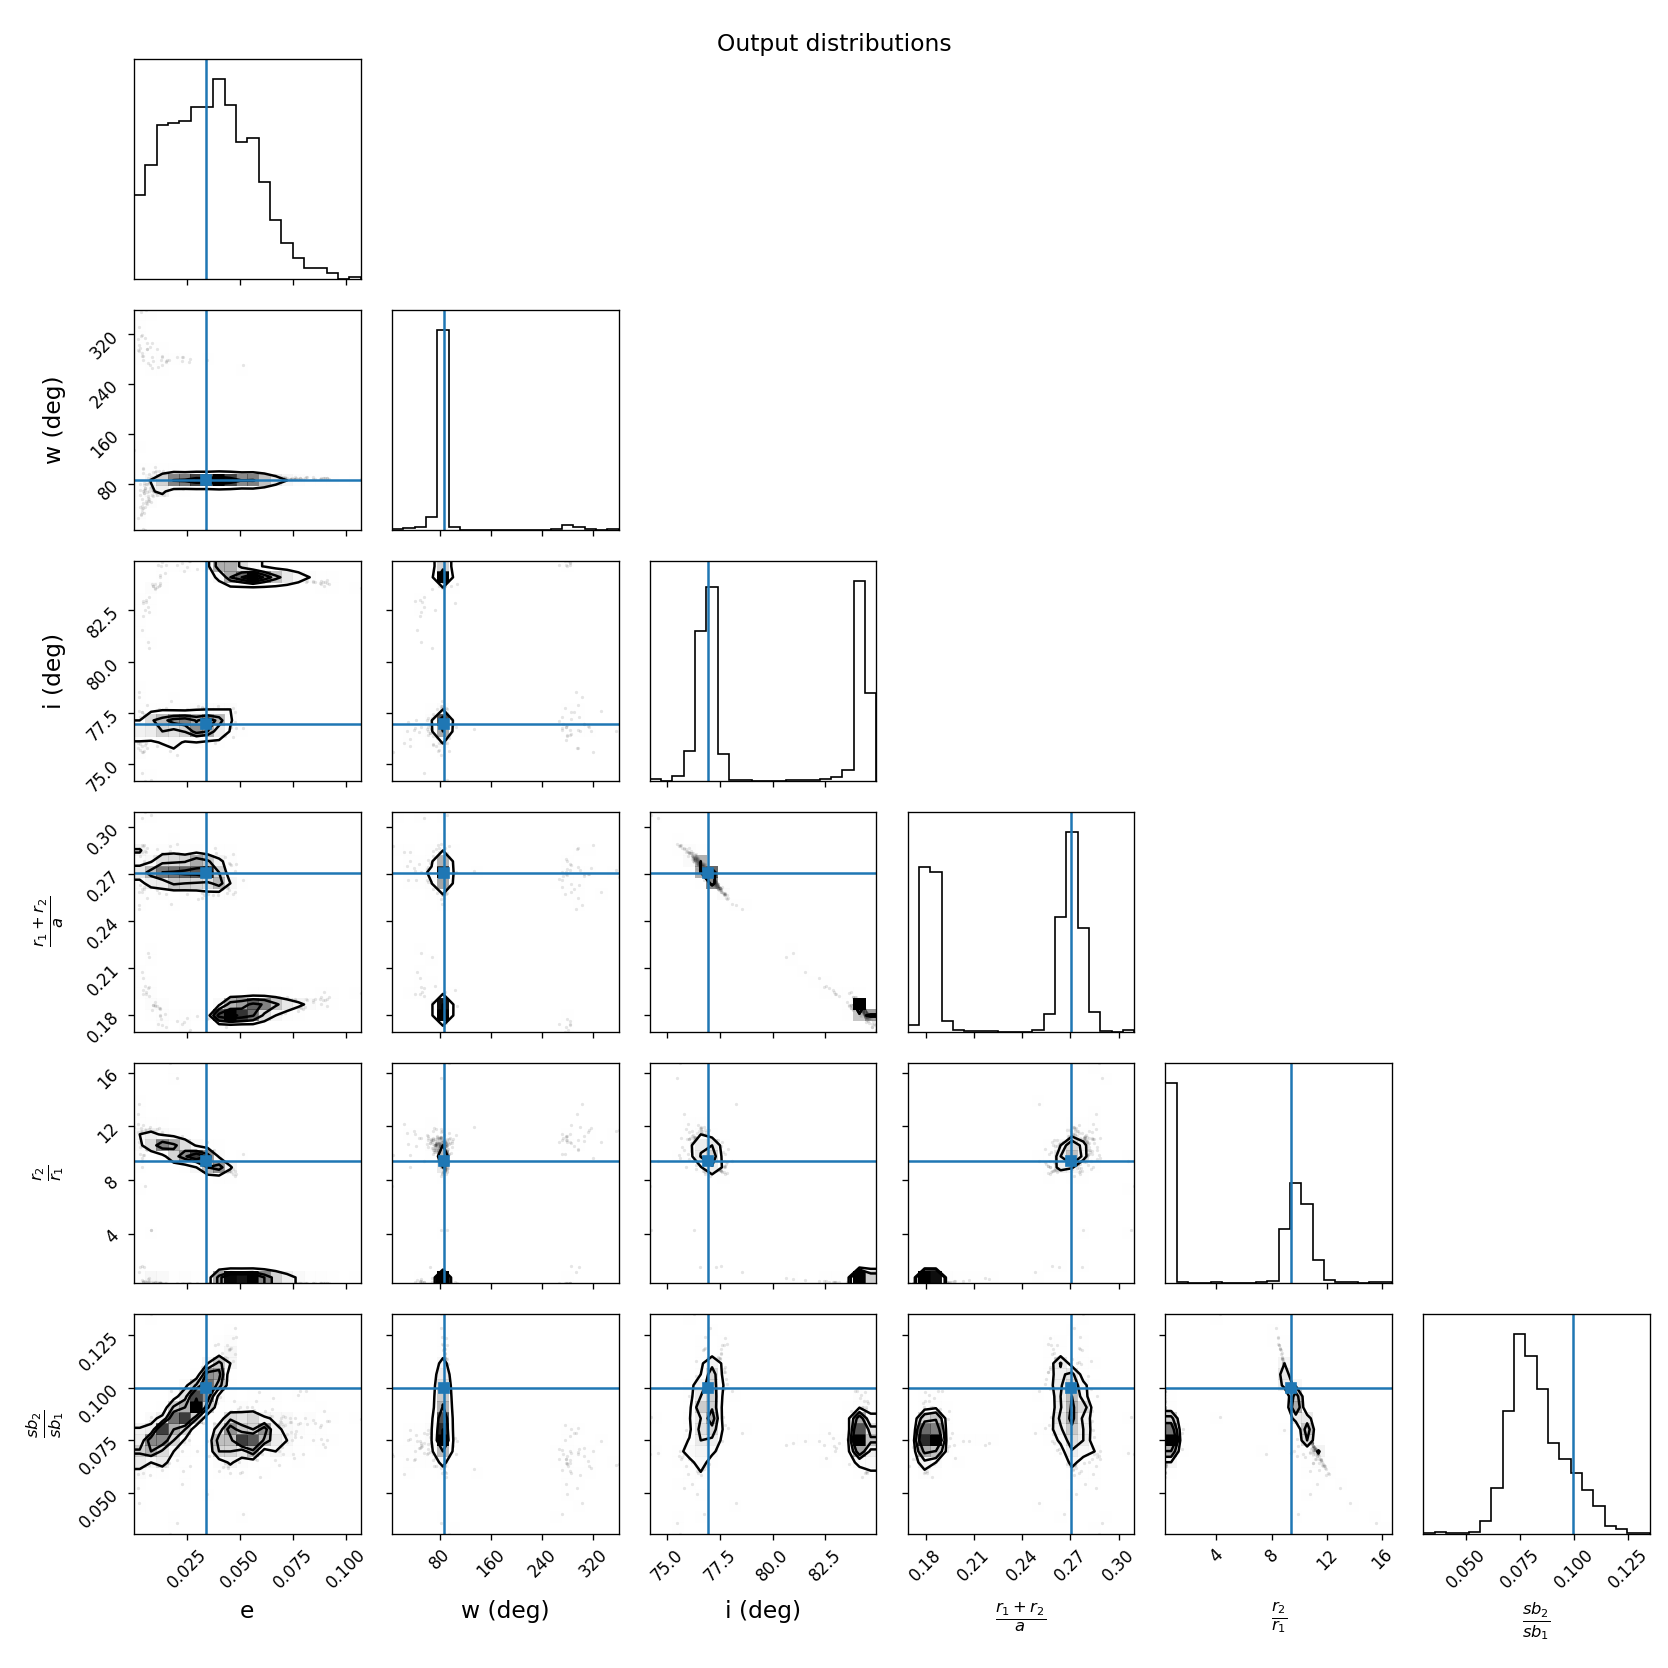 Output distributions
320
240
160
80
w (deg)
82.5
80.0
77.5
75.0
i (deg)
0.30
0.27
0.24
0.21
0.18
r₁ + r₂
a
16
12
8
4
r₂
r₁
0.125
0.100
0.075
0.050
sb₂
sb₁
0.025 0.050 0.075 0.100
80 160 240 320
75.0 77.5 80.0 82.5
0.18 0.21 0.24 0.27 0.30
4 8 12 16
0.050 0.075 0.100 0.125
e
w (deg)
i (deg)
r₁ + r₂
a
r₂
r₁
sb₂
sb₁